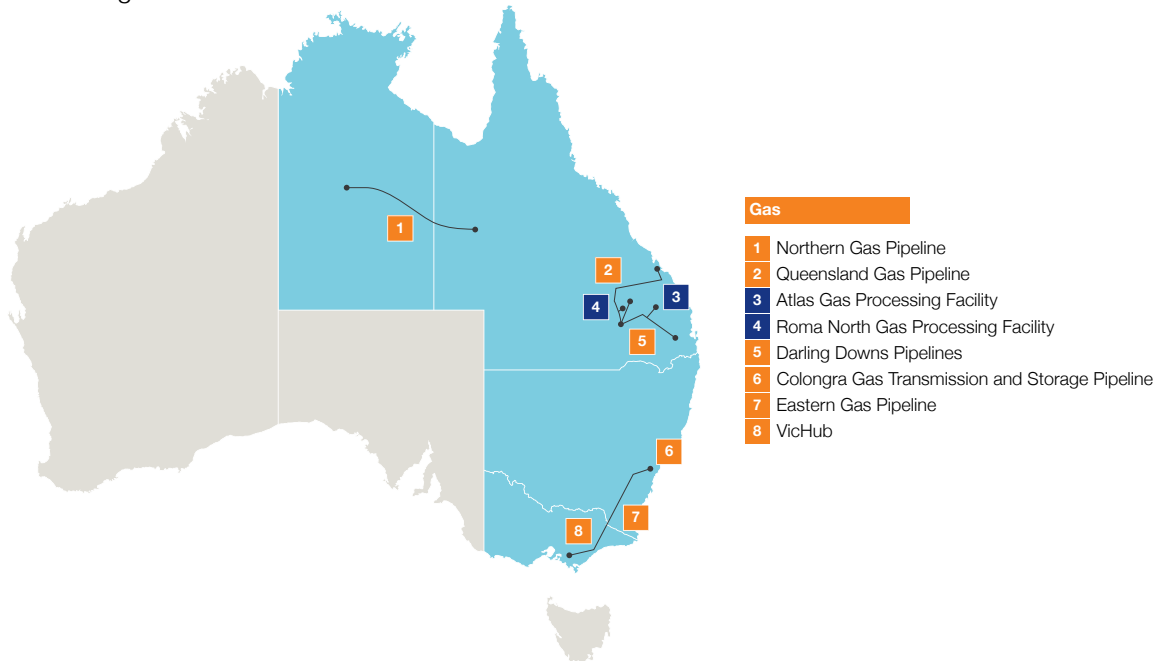 1
2
3
4
5
6
7
8
Gas
1 Northern Gas Pipeline
2 Queensland Gas Pipeline
3 Atlas Gas Processing Facility
4 Roma North Gas Processing Facility
5 Darling Downs Pipelines
6 Colongra Gas Transmission and Storage Pipeline
7 Eastern Gas Pipeline
8 VicHub